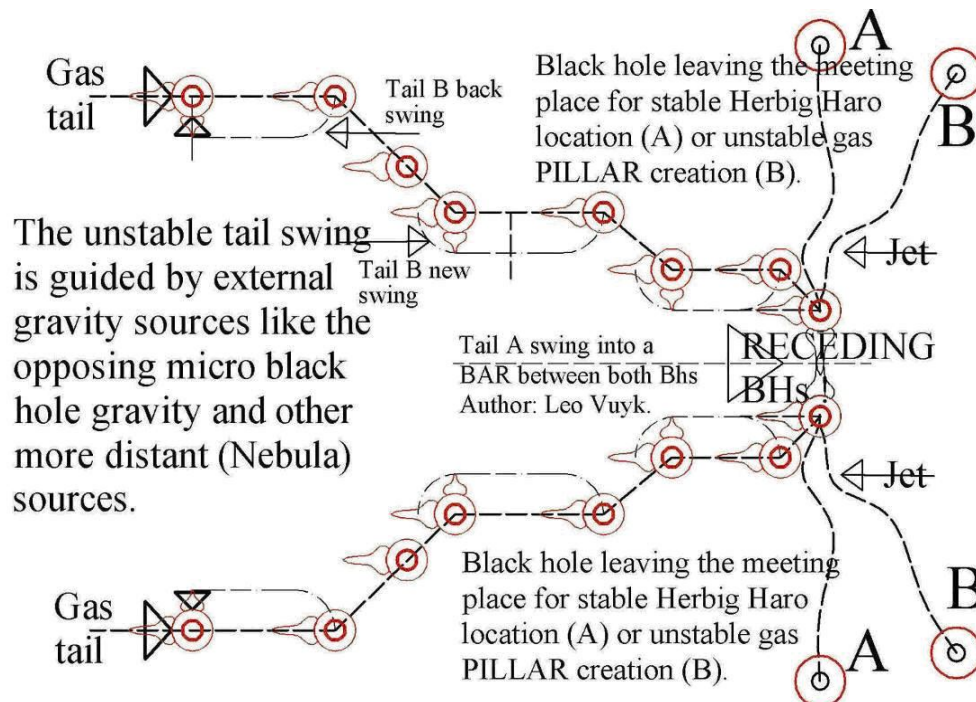 A
Gas
tail
Tail B back
swing
Black hole leaving the meeting
place for stable Herbig Haro
location (A) or unstable gas
PILLAR creation (B).
B
The unstable tail swing
is guided by external
gravity sources like the
opposing micro black
hole gravity and other
more distant (Nebula)
sources.
Tail B new
swing
Jet
Tail A swing into a
BAR between both Bhs
Author: Leo Vuyk.
RECEDING
BHs
Jet
Black hole leaving the meeting
place for stable Herbig Haro
location (A) or unstable gas
PILLAR creation (B).
Gas
tail
B
A